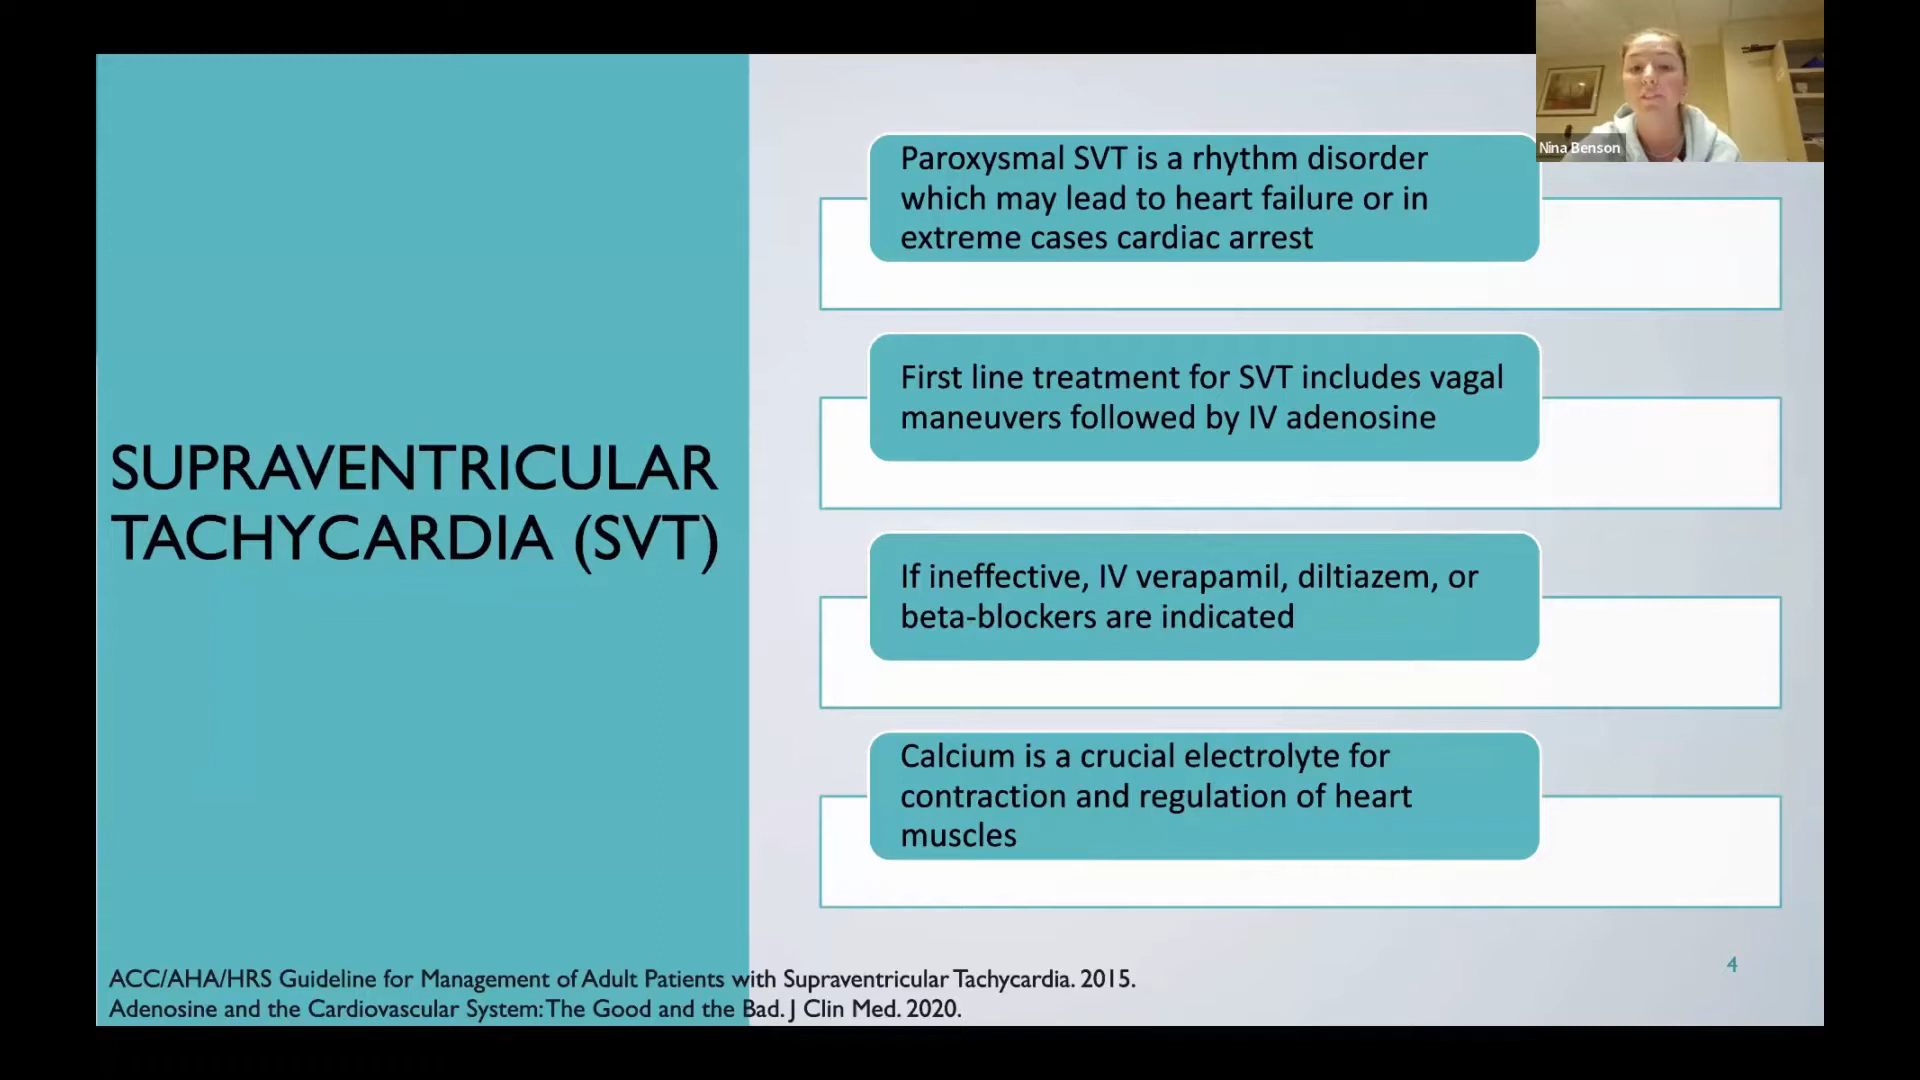 Nina Benson
SUPRAVENTRICULAR
TACHYCARDIA (SVT)
Paroxysmal SVT is a rhythm disorder
which may lead to heart failure or in
extreme cases cardiac arrest
First line treatment for SVT includes vagal
maneuvers followed by IV adenosine
If ineffective, IV verapamil, diltiazem, or
beta-blockers are indicated
Calcium is a crucial electrolyte for
contraction and regulation of heart
muscles
4
ACC/AHA/HRS Guideline for Management of Adult Patients with Supraventricular Tachycardia. 2015.
Adenosine and the Cardiovascular System: The Good and the Bad. J Clin Med. 2020.